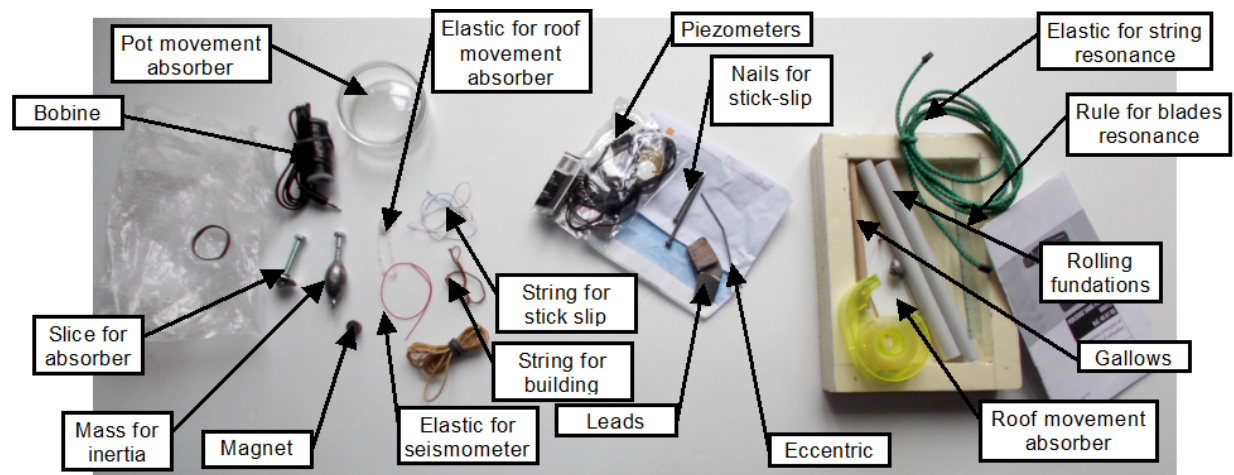 Pot movement
absorber
Elastic for roof
movement
absorber
Piezometers
Nails for
stick-slip
Elastic for string
resonance
Bobine
Rule for blades
resonance
Slice for
absorber
Mass for
inertia
Magnet
Elastic for
seismometer
String for
stick slip
String for
building
Leads
Eccentric
Rolling
fundations
Gallows
Roof movement
absorber